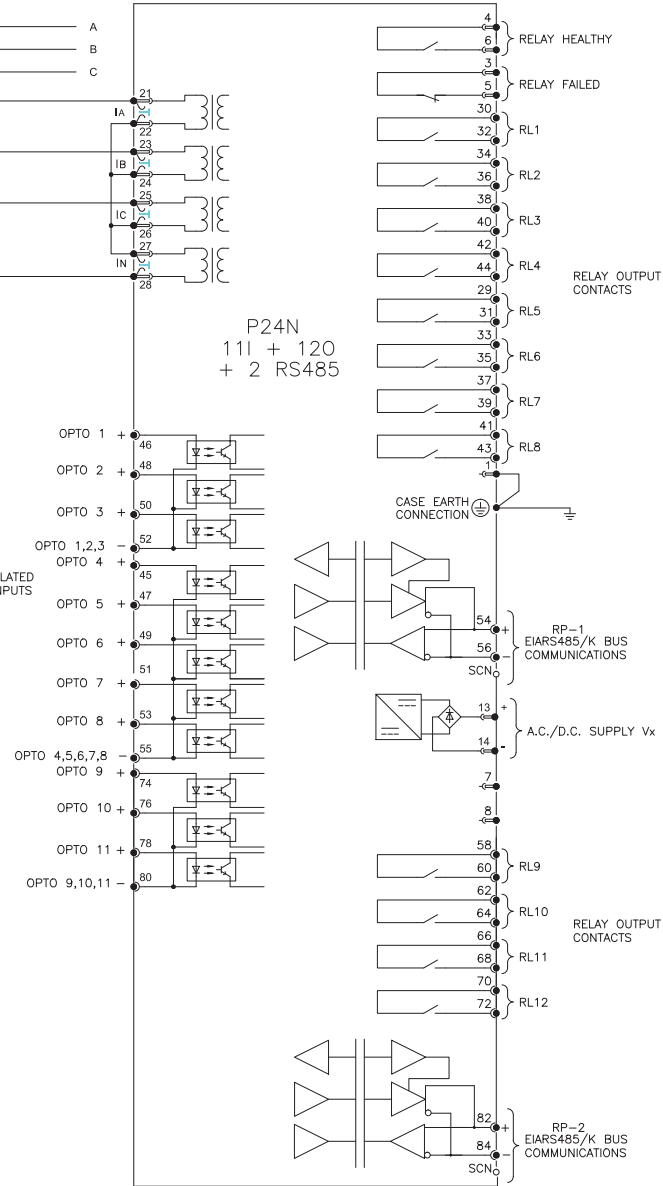 A
B
C
21
IA
22
23
IB
24
25
IC
26
27
IN
28
P24N
11I + 12O
+ 2 RS485
OPTO 1 +
46
OPTO 2 +
48
OPTO 3 +
50
OPTO 1,2,3 -
52
OPTO 4 +
45
LATED
NPUTS
OPTO 5 +
47
OPTO 6 +
49
OPTO 7 +
51
OPTO 8 +
53
OPTO 4,5,6,7,8 -
55
OPTO 9 +
74
OPTO 10 +
76
OPTO 11 +
78
OPTO 9,10,11 -
80
4
6
RELAY HEALTHY
3
5
RELAY FAILED
30
32
RL1
34
36
RL2
38
40
RL3
42
44
RL4
RELAY OUTPUT
CONTACTS
29
31
RL5
33
35
RL6
37
39
RL7
41
43
RL8
1
CASE EARTH
CONNECTION
54
+
56
-
SCN
RP-1
EIARS485/K BUS
COMMUNICATIONS
13
+
14
-
A.C./D.C. SUPPLY Vx
7
8
58
60
RL9
62
64
RL10
RELAY OUTPUT
CONTACTS
66
68
RL11
70
72
RL12
82
+
84
-
SCN
RP-2
EIARS485/K BUS
COMMUNICATIONS